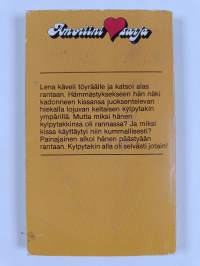 Amoriini sarja
Lena käveli töyräälle ja katsoi alas
rantaan. Hämmästyksekseen hän näki
kadonneen kissansa juoksentelevan
hiekalla lojuvan keltaisen kylpytakin
ympärillä. Mutta miksi hänen
kylpytakkinsa oli rannassa? Ja miksi
kissa käyttäytyi niin kummallisesti?
Painajainen alkoi hänen päästyään
rantaan. Kylpytakin alla oli selvästi jotain!